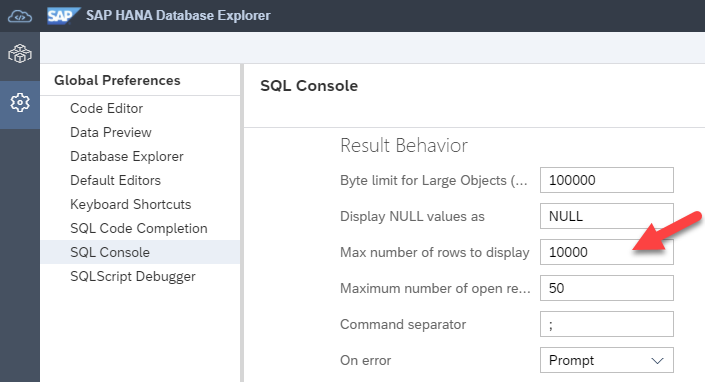 SAP SAP HANA Database Explorer
Global Preferences
Code Editor
Data Preview
Database Explorer
Default Editors
Keyboard Shortcuts
SQL Code Completion
SQL Console
SQLScript Debugger
SQL Console
Result Behavior
Byte limit for Large Objects (... 100000
Display NULL values as NULL
Max number of rows to display 10000
Maximum number of open re... 50
Command separator ;
On error Prompt